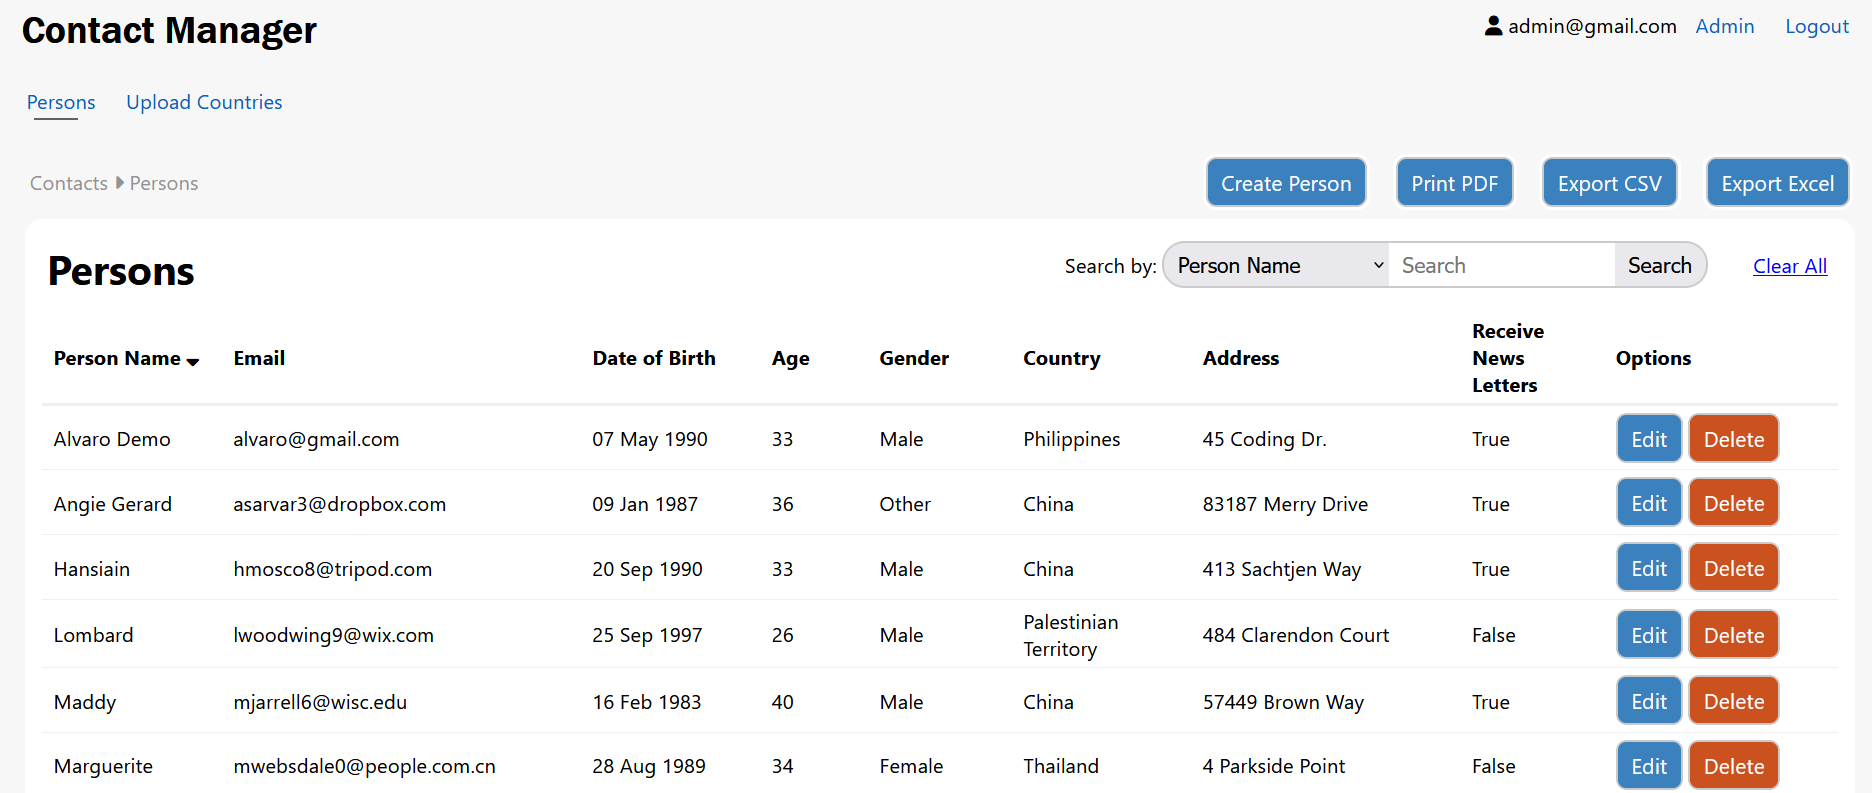 Contact Manager
admin@gmail.com Admin Logout
Persons Upload Countries
Contacts Persons
Create Person Print PDF Export CSV Export Excel
Persons
Search by: Person Name Search Search Clear All
Person Name Email Date of Birth Age Gender Country Address Receive News Letters Options
Alvaro Demo alvaro@gmail.com 07 May 1990 33 Male Philippines 45 Coding Dr. True Edit Delete
Angie Gerard asarvar3@dropbox.com 09 Jan 1987 36 Other China 83187 Merry Drive True Edit Delete
Hansiain hmosco8@tripod.com 20 Sep 1990 33 Male China 413 Sachtjen Way True Edit Delete
Lombard lwoodwing9@wix.com 25 Sep 1997 26 Male Palestinian Territory 484 Clarendon Court False Edit Delete
Maddy mjarrell6@wisc.edu 16 Feb 1983 40 Male China 57449 Brown Way True Edit Delete
Marguerite mwebsdale0@people.com.cn 28 Aug 1989 34 Female Thailand 4 Parkside Point False Edit Delete